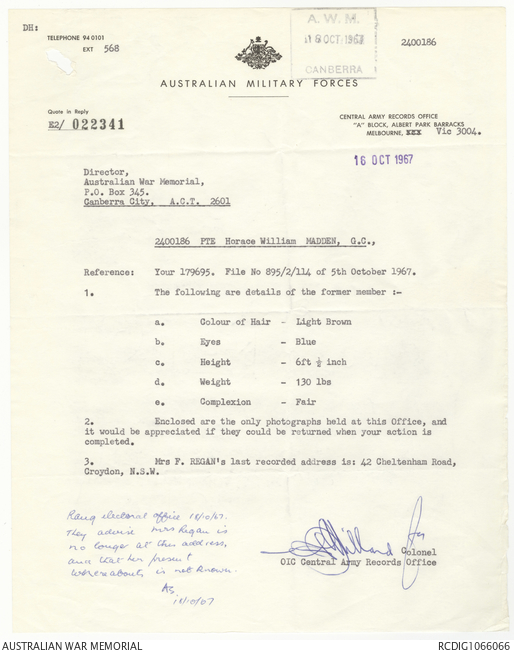 DH:
TELEPHONE 94 0101
EXT 568
A. W. M.
18 OCT 1967
CANBERRA
2400186
AUSTRALIAN MILITARY FORCES
Quote in Reply
E2/ 022341
CENTRAL ARMY RECORDS OFFICE
"A" BLOCK, ALBERT PARK BARRACKS
MELBOURNE, Vic 3004.
16 OCT 1967
Director,
Australian War Memorial,
P.O. Box 345.
Canberra City, A.C.T. 2601
2400186 PTE Horace William MADDEN, G.C.,
Reference: Your 179695. File No 895/2/114 of 5th October 1967.
1. The following are details of the former member :-
a. Colour of Hair - Light Brown
b. Eyes - Blue
c. Height - 6ft ½ inch
d. Weight - 130 lbs
e. Complexion - Fair
2. Enclosed are the only photographs held at this Office, and
it would be appreciated if they could be returned when your action is
completed.
3. Mrs F. REGAN's last recorded address is: 42 Cheltenham Road,
Croydon, N.S.W.
Rang electoral office 18/10/67.
They advise Mrs Regan is
no longer at this address,
and that her present
whereabouts is not known.
18/10/67
for
Colonel
OIC Central Army Records Office
AUSTRALIAN WAR MEMORIAL
RCDIG1066066